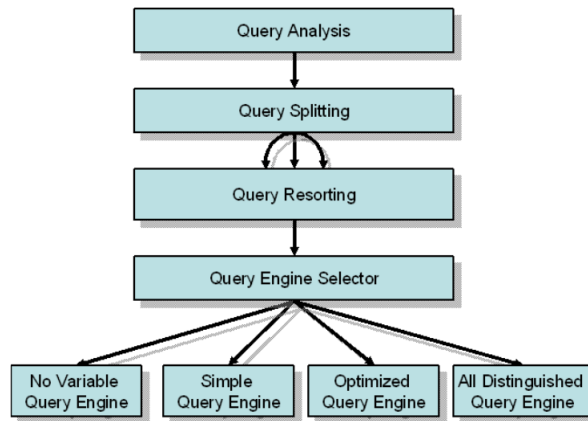 Query Analysis
Query Splitting
Query Resorting
Query Engine Selector
No Variable
Query Engine
Simple
Query Engine
Optimized
Query Engine
All Distinguished
Query Engine